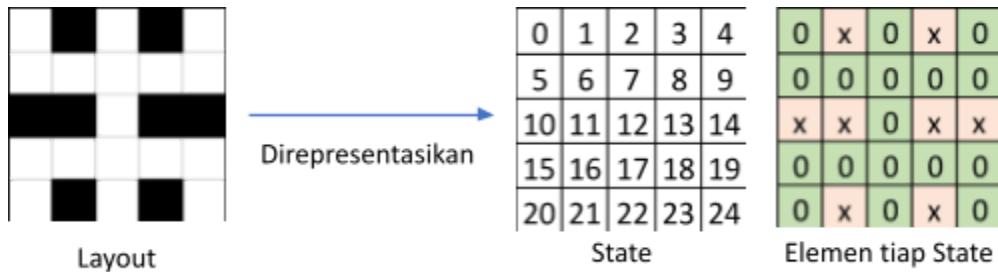 0 1 2 3 4
5 6 7 8 9
10 11 12 13 14
15 16 17 18 19
20 21 22 23 24
0 x 0 x 0
0 0 0 0 0
x x 0 x x
0 0 0 0 0
0 x 0 x 0
Direpresentasikan
Layout
State
Elemen tiap State